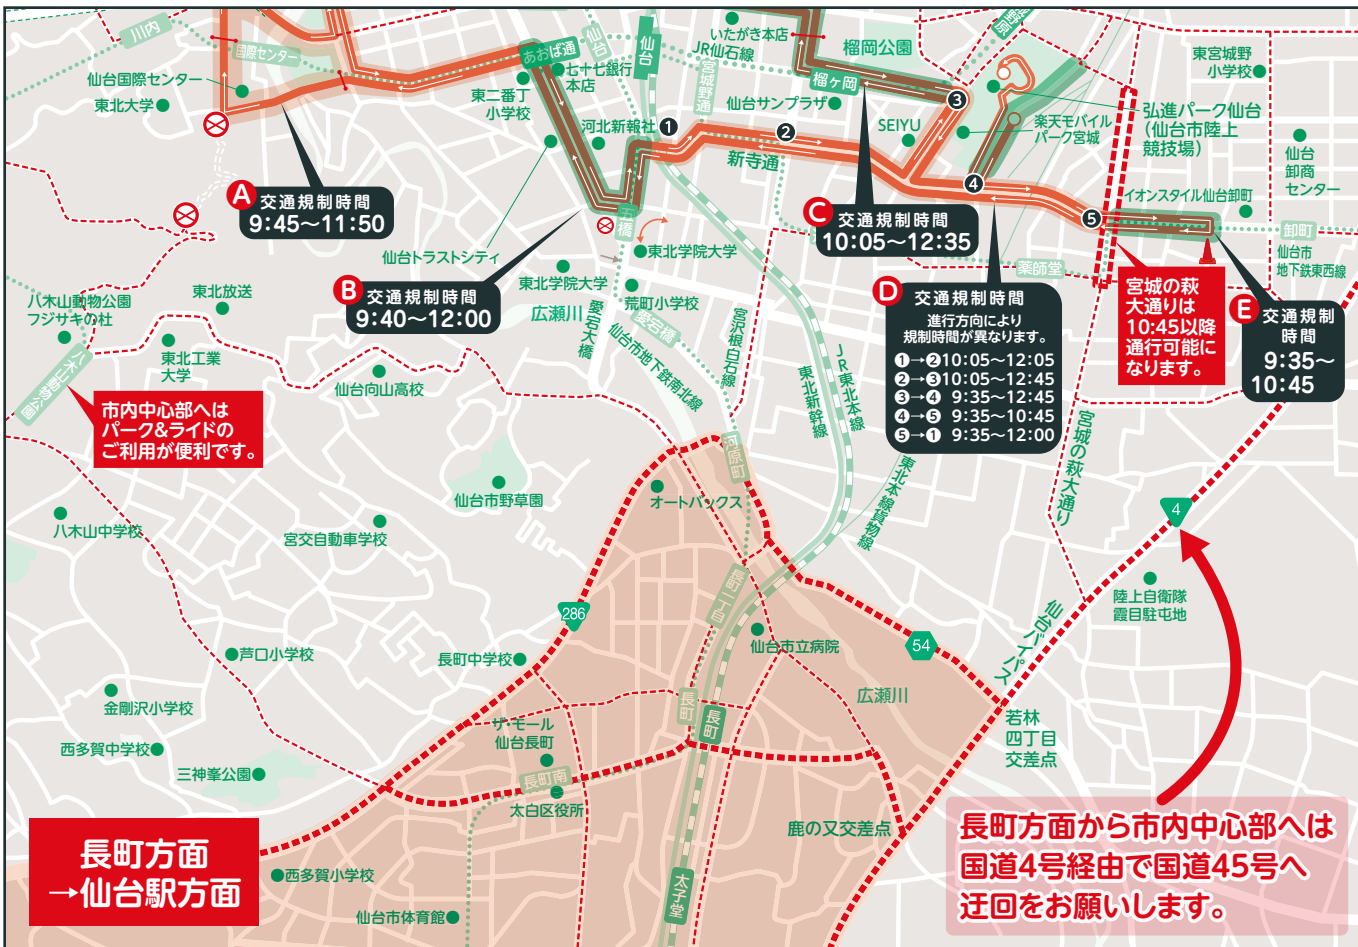 川内
国際センター
仙台国際センター
東北大学
あおば通
七十七銀行
本店
東二番丁
小学校
仙台
仙台
いたがき本店
JR仙石線
宮城野通
榴岡公園
榴ヶ岡
仙台サンプラザ
河北新報社
1
2
3
4
5
新寺通
SEIYU
楽天モバイル
パーク宮城
弘進パーク仙台
(仙台市陸上
競技場)
東宮城野
小学校
仙台
卸商
センター
イオンスタイル仙台卸町
卸町
仙台市
地下鉄東西線
薬師堂
A
交通規制時間
9:45〜11:50
B
交通規制時間
9:40〜12:00
C
交通規制時間
10:05〜12:35
D
交通規制時間
進行方向により
規制時間が異なります。
1→2 10:05〜12:05
2→3 10:05〜12:45
3→4 9:35〜12:45
4→5 9:35〜10:45
5→1 9:35〜12:00
宮城の萩
大通りは
10:45以降
通行可能に
なります。
E
交通規制
時間
9:35〜
10:45
五橋
仙台トラストシティ
東北学院大学
東北学院大学
荒町小学校
広瀬川
愛宕大橋
愛宕橋
仙台市地下鉄南北線
宮沢根白石線
東北新幹線
JR東北本線
東北本線貨物線
宮城の萩大通り
八木山動物公園
フジサキの杜
東北放送
東北工業
大学
八木山動物公園
仙台向山高校
市内中心部へは
パーク&ライドの
ご利用が便利です。
仙台市野草園
八木山中学校
宮交自動車学校
河原町
オートバックス
長町一丁目
286
長町中学校
仙台市立病院
54
4
陸上自衛隊
霞目駐屯地
仙台バイパス
芦口小学校
金剛沢小学校
西多賀中学校
三神峯公園
ザ・モール
仙台長町
長町
長町
広瀬川
若林
四丁目
交差点
長町南
太白区役所
鹿の又交差点
長町方面
→仙台駅方面
西多賀小学校
仙台市体育館
太子堂
長町方面から市内中心部へは
国道4号経由で国道45号へ
迂回をお願いします。